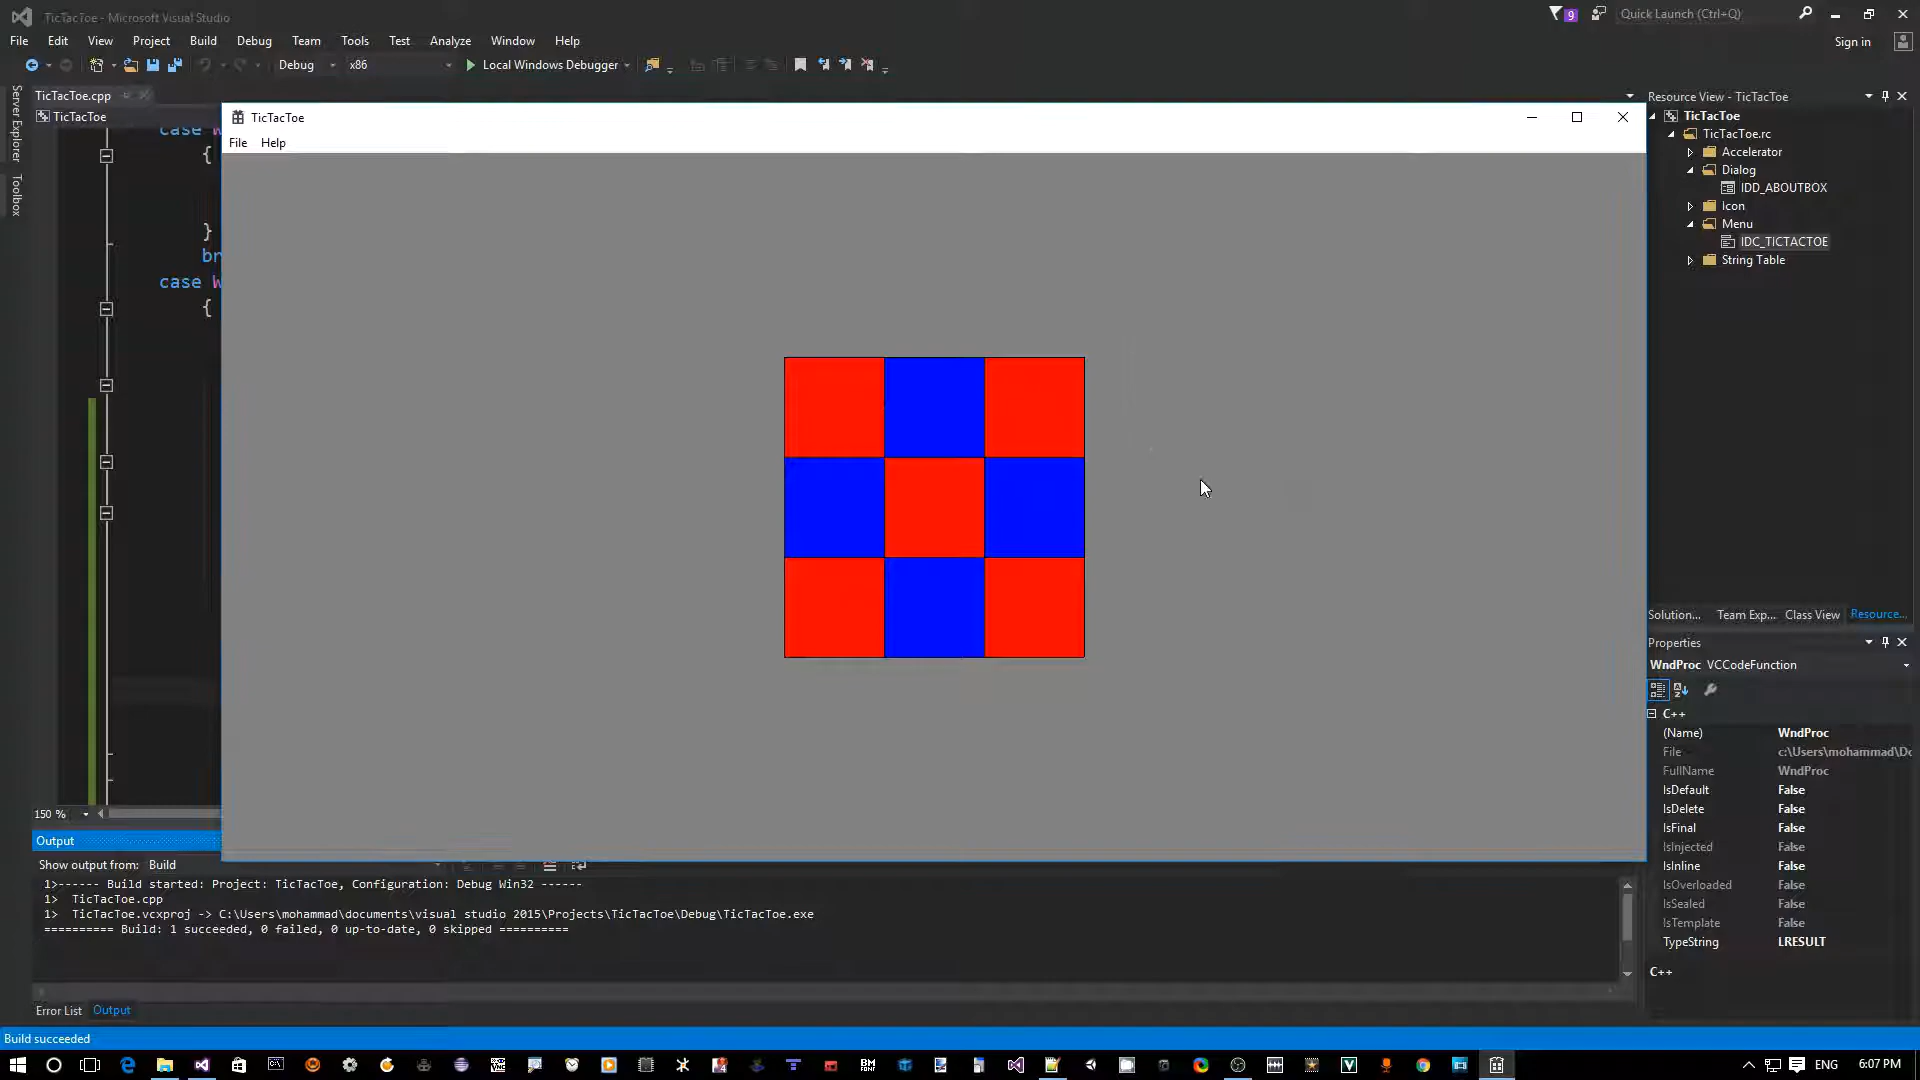 TicTacToe - Microsoft Visual Studio
9
Quick Launch (Ctrl+Q)
File Edit View Project Build Debug Team Tools Test Analyze Window Help
Sign in
Debug x86 Local Windows Debugger
Server Explorer
Toolbox
TicTacToe.cpp
TicTacToe
case W
{
}
br
case W
{
TicTacToe
File Help
Resource View - TicTacToe
TicTacToe
TicTacToe.rc
Accelerator
Dialog
IDD_ABOUTBOX
Icon
Menu
IDC_TICTACTOE
String Table
Solution... Team Exp... Class View Resource...
Properties
WndProc VCCodeFunction
C++
(Name) WndProc
File c:\Users\mohammad\Dc
FullName WndProc
IsDefault False
IsDelete False
IsFinal False
IsInjected False
IsInline False
IsOverloaded False
IsSealed False
IsTemplate False
TypeString LRESULT
C++
150 %
Output
Show output from: Build
1>------ Build started: Project: TicTacToe, Configuration: Debug Win32 ------
1> TicTacToe.cpp
1> TicTacToe.vcxproj -> C:\Users\mohammad\documents\visual studio 2015\Projects\TicTacToe\Debug\TicTacToe.exe
========== Build: 1 succeeded, 0 failed, 0 up-to-date, 0 skipped ==========
Error List Output
Build succeeded
ENG 6:07 PM